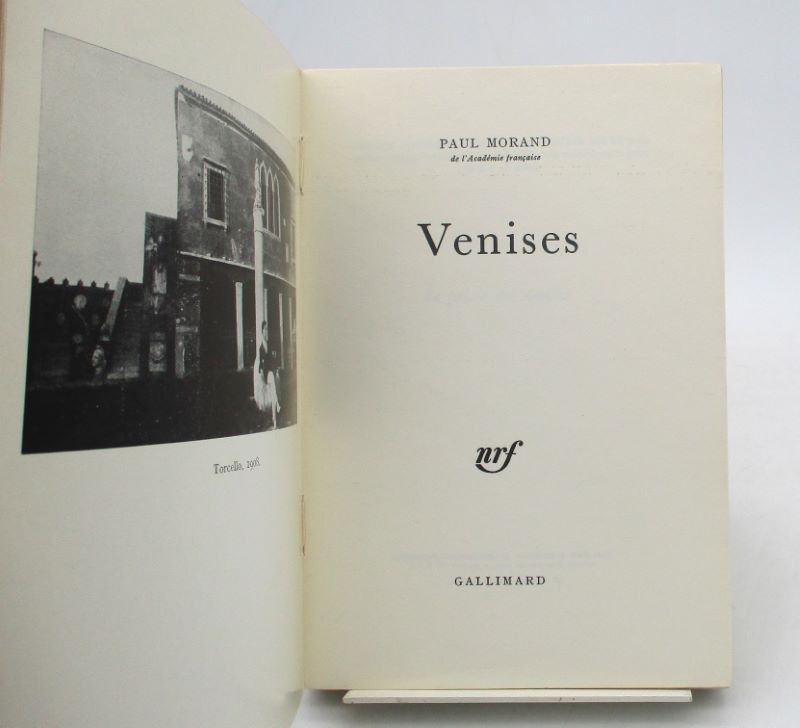 Torcello, 1908.
PAUL MORAND
de l'Académie française
Venises
nrf
GALLIMARD